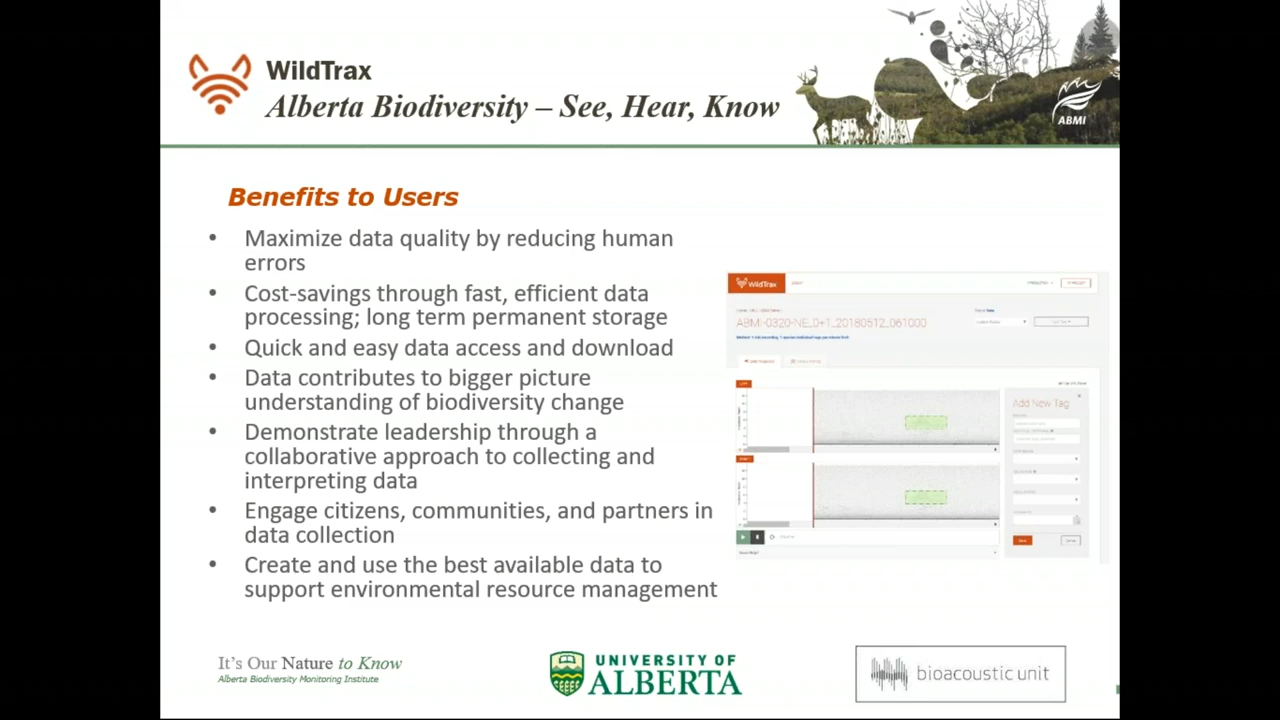 WildTrax
Alberta Biodiversity – See, Hear, Know
ABMI
Benefits to Users
• Maximize data quality by reducing human
errors
• Cost-savings through fast, efficient data
processing; long term permanent storage
• Quick and easy data access and download
• Data contributes to bigger picture
understanding of biodiversity change
• Demonstrate leadership through a
collaborative approach to collecting and
interpreting data
• Engage citizens, communities, and partners in
data collection
• Create and use the best available data to
support environmental resource management
WildTrax
ABMI-0320-NE_0+1_20180512_061000
Add New Tag
It's Our Nature to Know
Alberta Biodiversity Monitoring Institute
UNIVERSITY OF
ALBERTA
bioacoustic unit